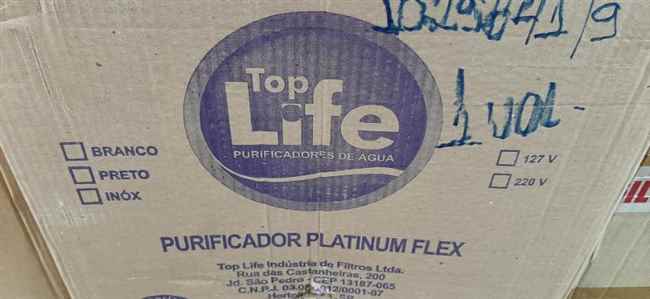 Top
Life
PURIFICADORES DE ÁGUA
1 VOL
BRANCO
PRETO
INÓX
127 V
220 V
PURIFICADOR PLATINUM FLEX
Top Life Indústria de Filtros Ltda.
Rua das Castanheiras, 200
Jd. São Pedro - CEP 13187-065
C.N.P.J.